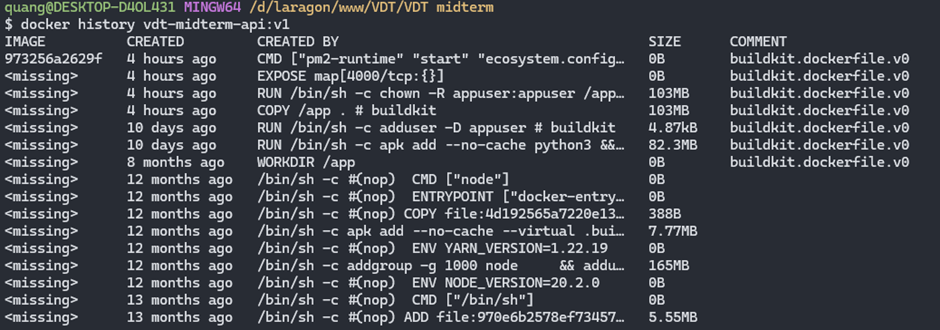 quang@DESKTOP-D4OL431 MINGW64 /d/laragon/www/VDT/VDT midterm
$ docker history vdt-midterm-api:v1
IMAGE CREATED CREATED BY SIZE COMMENT
973256a2629f 4 hours ago CMD ["pm2-runtime" "start" "ecosystem.config… 0B buildkit.dockerfile.v0
<missing> 4 hours ago EXPOSE map[4000/tcp:{}] 0B buildkit.dockerfile.v0
<missing> 4 hours ago RUN /bin/sh -c chown -R appuser:appuser /app… 103MB buildkit.dockerfile.v0
<missing> 4 hours ago COPY /app . # buildkit 103MB buildkit.dockerfile.v0
<missing> 10 days ago RUN /bin/sh -c adduser -D appuser # buildkit 4.87kB buildkit.dockerfile.v0
<missing> 10 days ago RUN /bin/sh -c apk add --no-cache python3 &&… 82.3MB buildkit.dockerfile.v0
<missing> 8 months ago WORKDIR /app 0B buildkit.dockerfile.v0
<missing> 12 months ago /bin/sh -c #(nop) CMD ["node"] 0B
<missing> 12 months ago /bin/sh -c #(nop) ENTRYPOINT ["docker-entry… 0B
<missing> 12 months ago /bin/sh -c #(nop) COPY file:4d192565a7220e13… 388B
<missing> 12 months ago /bin/sh -c apk add --no-cache --virtual .bui… 7.77MB
<missing> 12 months ago /bin/sh -c #(nop) ENV YARN_VERSION=1.22.19 0B
<missing> 12 months ago /bin/sh -c addgroup -g 1000 node && addu… 165MB
<missing> 12 months ago /bin/sh -c #(nop) ENV NODE_VERSION=20.2.0 0B
<missing> 13 months ago /bin/sh -c #(nop) CMD ["/bin/sh"] 0B
<missing> 13 months ago /bin/sh -c #(nop) ADD file:970e6b2578ef73457… 5.55MB